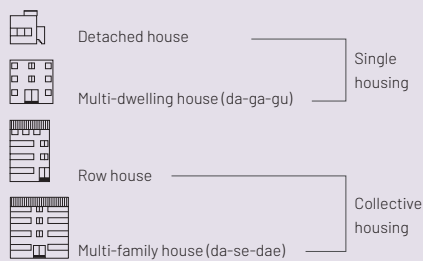 Detached house
Single
housing
Multi-dwelling house (da-ga-gu)
Row house
Collective
housing
Multi-family house (da-se-dae)